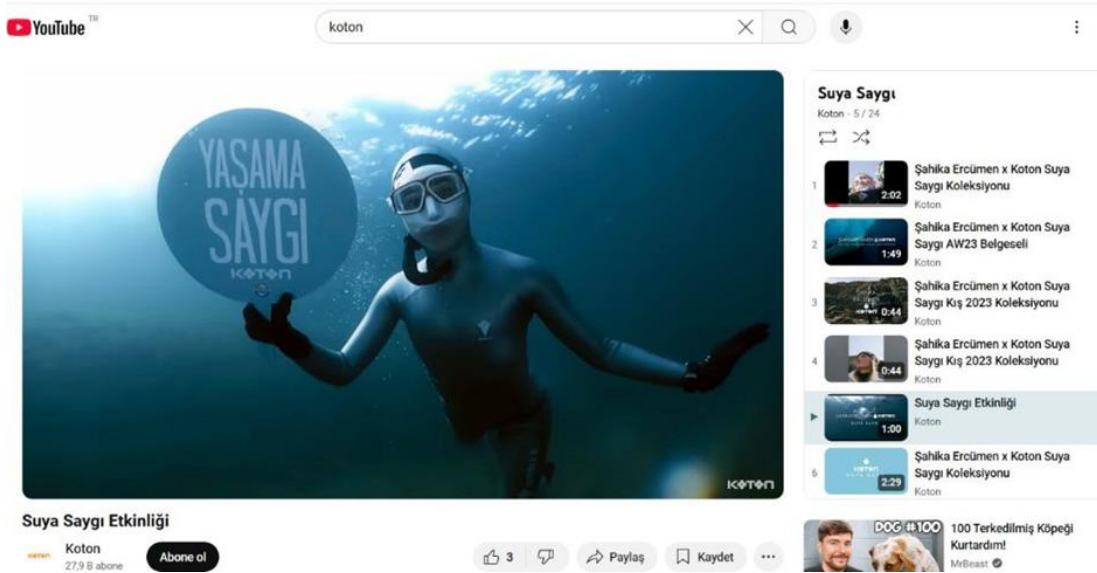 YouTube TR
koton
YAŞAMA
SAYGI
KOTON
KOTON
Suya Saygı Etkinliği
Koton
27,9 B abone
Abone ol
3
Paylaş
Kaydet
Suya Saygı
Koton - 5 / 24
1
2:02
Şahika Ercümen x Koton Suya
Saygı Koleksiyonu
Koton
2
1:49
Şahika Ercümen x Koton Suya
Saygı AW23 Belgeseli
Koton
3
KOTON
0:44
Şahika Ercümen x Koton Suya
Saygı Kış 2023 Koleksiyonu
Koton
4
0:44
Şahika Ercümen x Koton Suya
Saygı Kış 2023 Koleksiyonu
Koton
1:00
Suya Saygı Etkinliği
Koton
6
KOTON
2:29
Şahika Ercümen x Koton Suya
Saygı Koleksiyonu
Koton
DOG #100
100 Terkedilmiş Köpeği
Kurtardım!
MrBeast